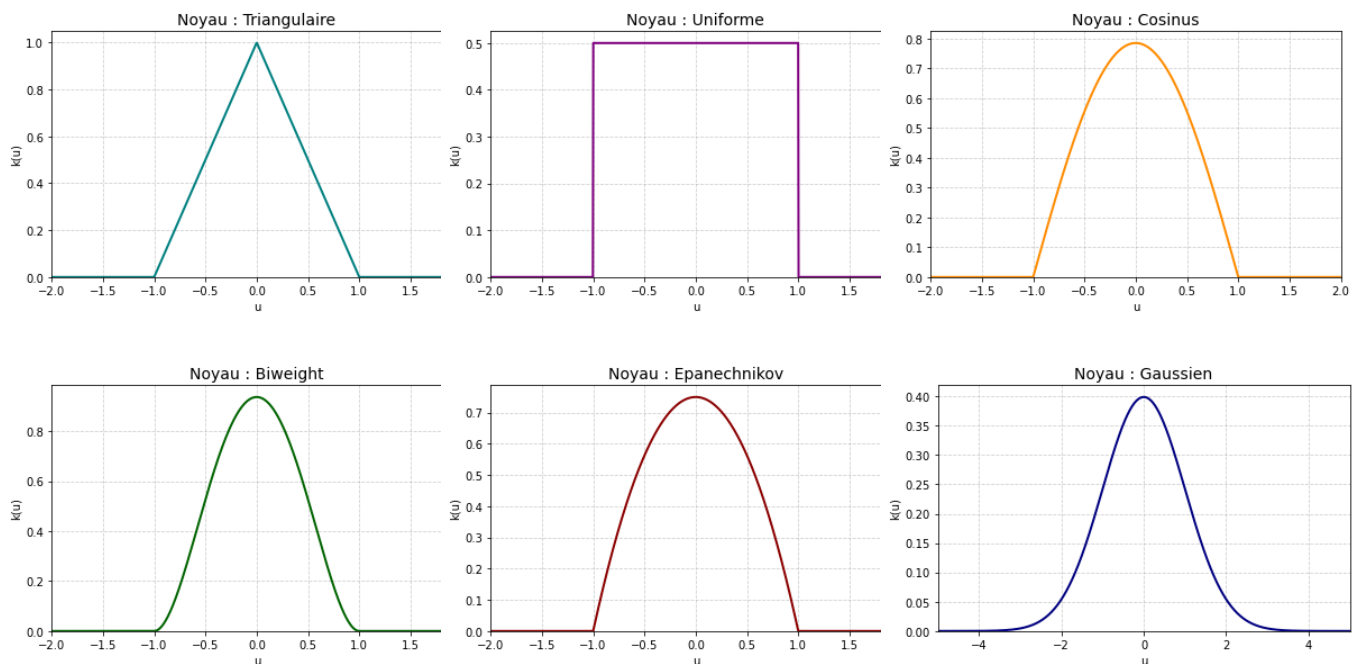 Noyau : Triangulaire
1.0
0.8
0.6
0.4
0.2
0.0
k(u)
−2.0 −1.5 −1.0 −0.5 0.0 0.5 1.0 1.5
u
Noyau : Uniforme
0.5
0.4
0.3
0.2
0.1
0.0
k(u)
−2.0 −1.5 −1.0 −0.5 0.0 0.5 1.0 1.5
u
Noyau : Cosinus
0.8
0.7
0.6
0.5
0.4
0.3
0.2
0.1
0.0
k(u)
−2.0 −1.5 −1.0 −0.5 0.0 0.5 1.0 1.5 2.0
u
Noyau : Biweight
0.8
0.6
0.4
0.2
0.0
k(u)
−2.0 −1.5 −1.0 −0.5 0.0 0.5 1.0 1.5
u
Noyau : Epanechnikov
0.7
0.6
0.5
0.4
0.3
0.2
0.1
0.0
k(u)
−2.0 −1.5 −1.0 −0.5 0.0 0.5 1.0 1.5
u
Noyau : Gaussien
0.40
0.35
0.30
0.25
0.20
0.15
0.10
0.05
0.00
k(u)
−4 −2 0 2 4
u